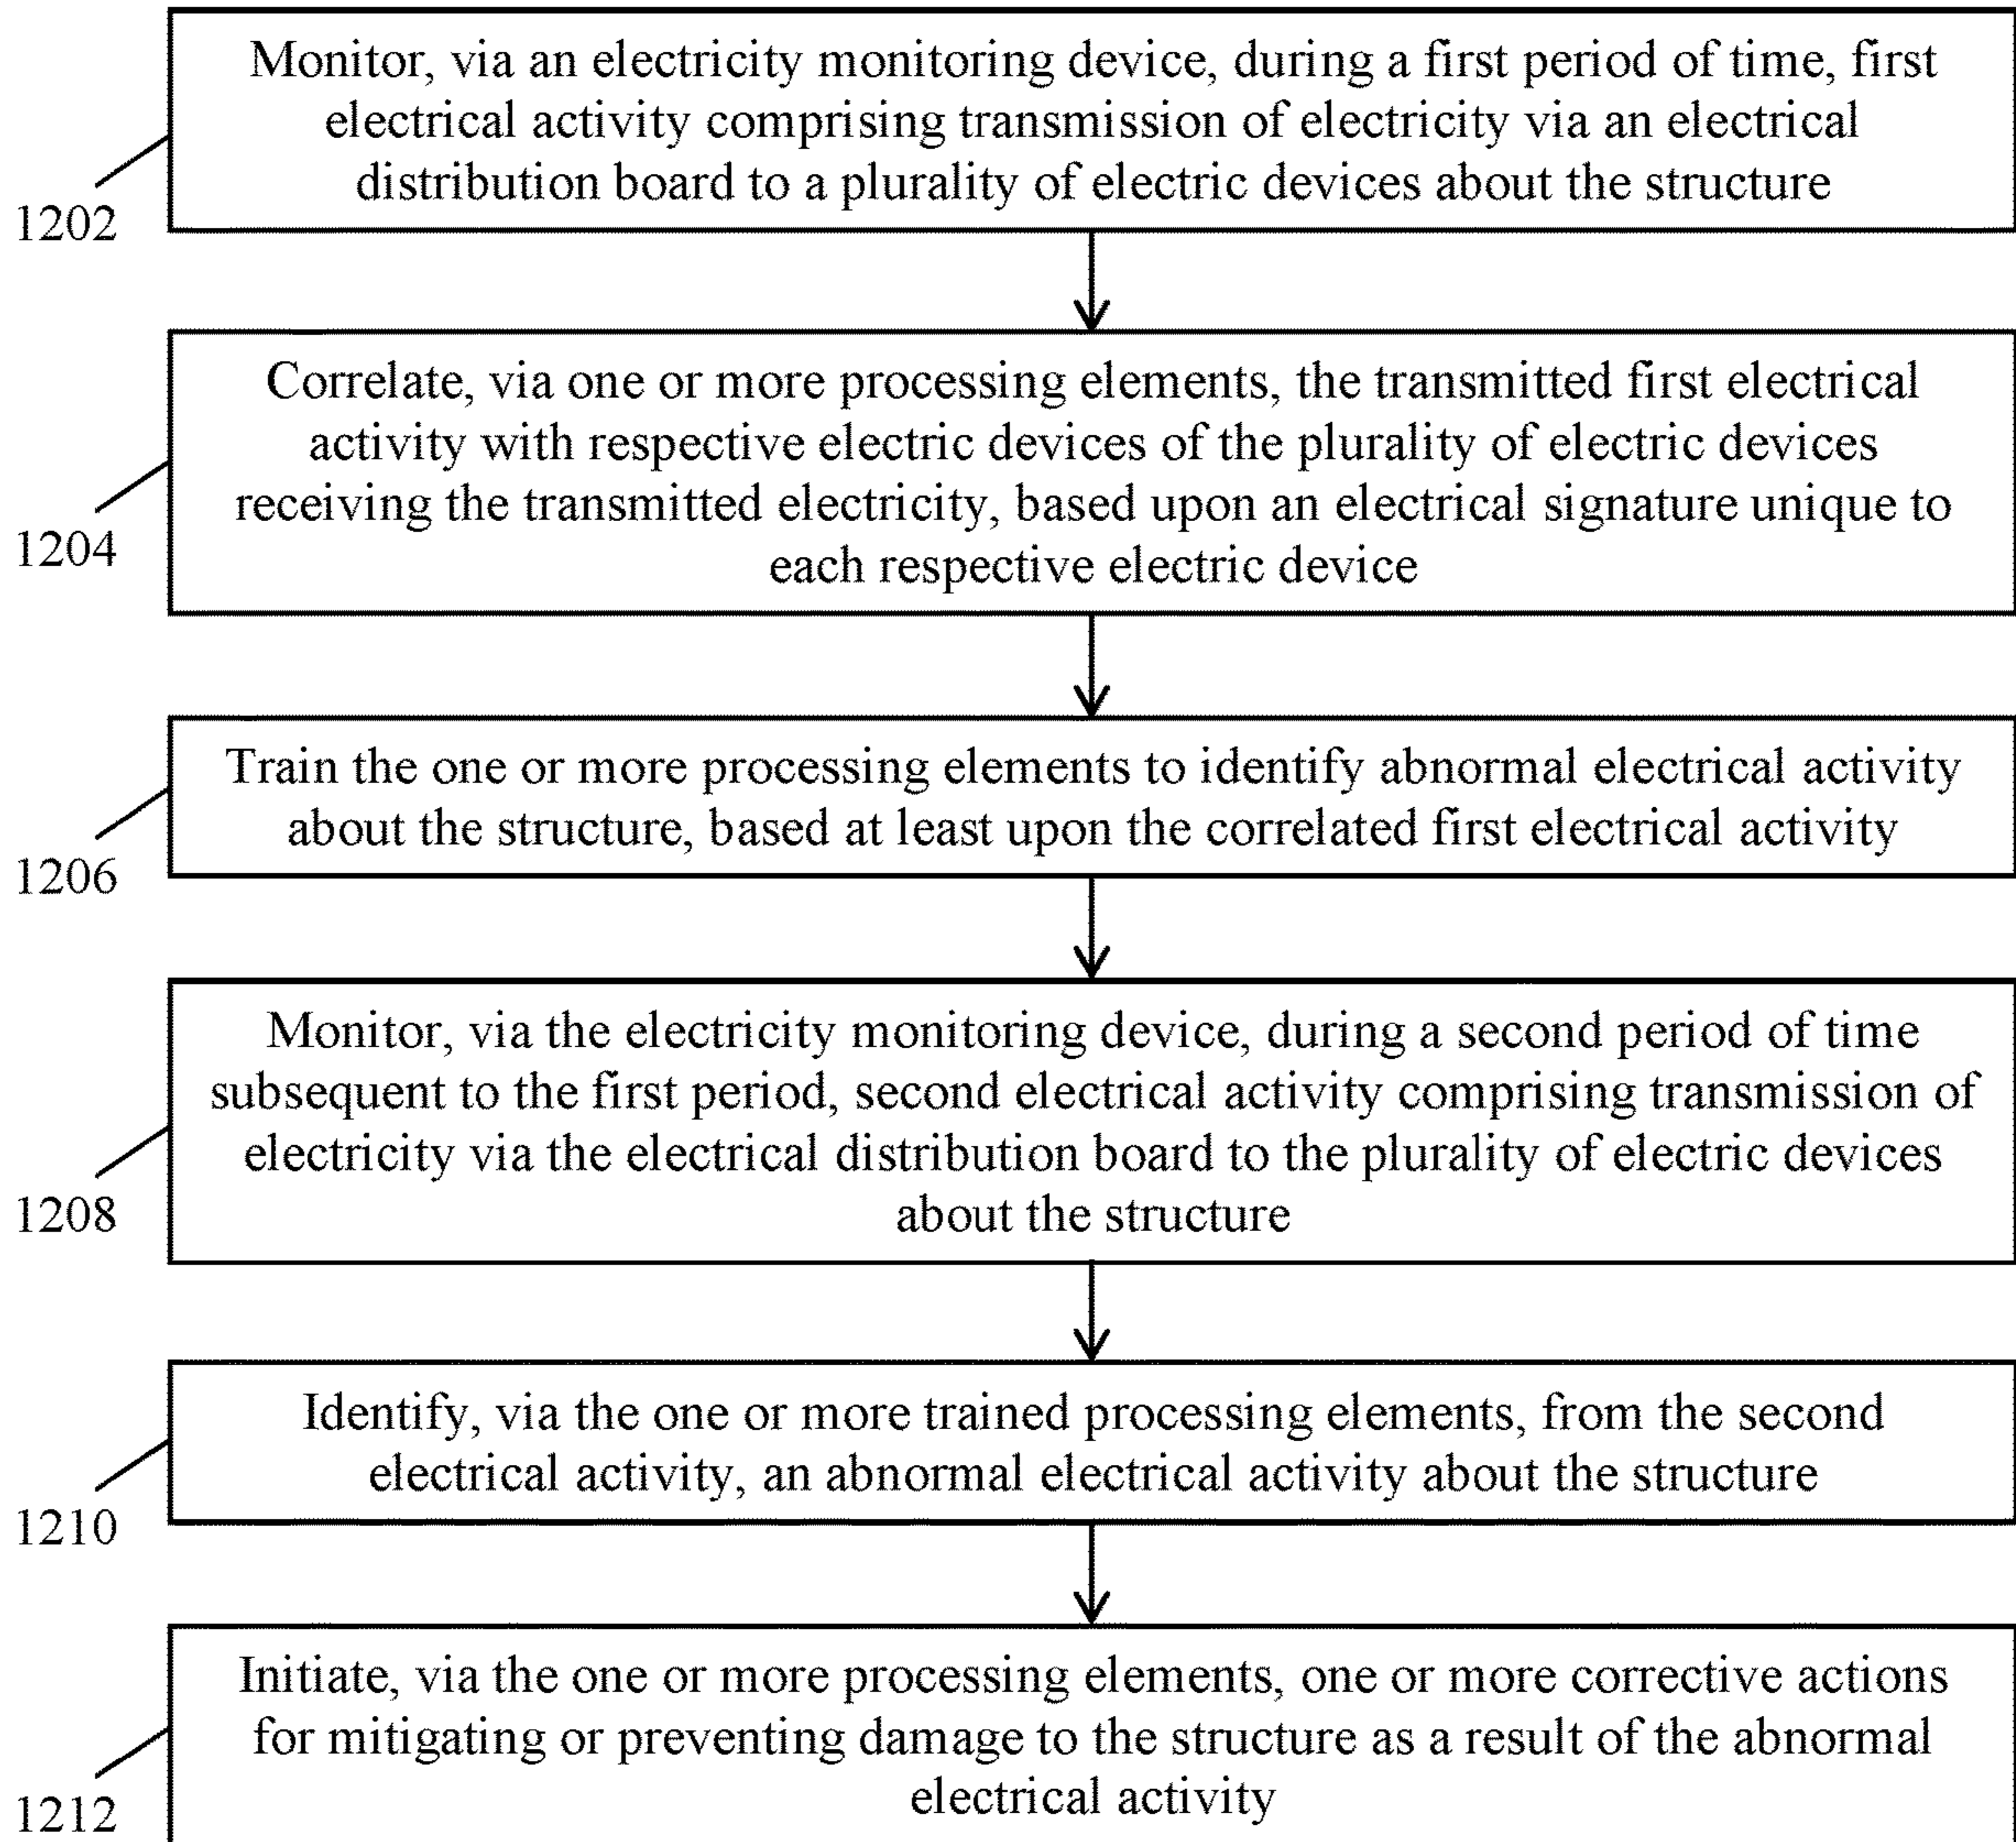 Monitor, via an electricity monitoring device, during a first period of time, first
electrical activity comprising transmission of electricity via an electrical
distribution board to a plurality of electric devices about the structure
1202
Correlate, via one or more processing elements, the transmitted first electrical
activity with respective electric devices of the plurality of electric devices
receiving the transmitted electricity, based upon an electrical signature unique to
each respective electric device
1204
Train the one or more processing elements to identify abnormal electrical activity
about the structure, based at least upon the correlated first electrical activity
1206
Monitor, via the electricity monitoring device, during a second period of time
subsequent to the first period, second electrical activity comprising transmission of
electricity via the electrical distribution board to the plurality of electric devices
about the structure
1208
Identify, via the one or more trained processing elements, from the second
electrical activity, an abnormal electrical activity about the structure
1210
Initiate, via the one or more processing elements, one or more corrective actions
for mitigating or preventing damage to the structure as a result of the abnormal
electrical activity
1212